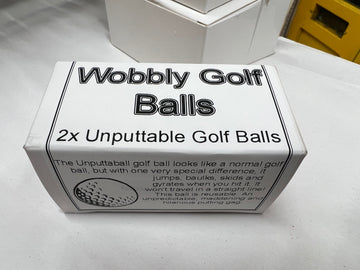 Wobbly Golf
Balls
2x Unputtable Golf Balls
The Unputtaball golf ball looks like a normal golf
ball, but with one very special difference, it
jumps, baulks, skids and
gyrates when you hit it, it
won't travel in a straight line!
This ball is reusable. An
unpredictable, maddening and
hilarious putting gag.